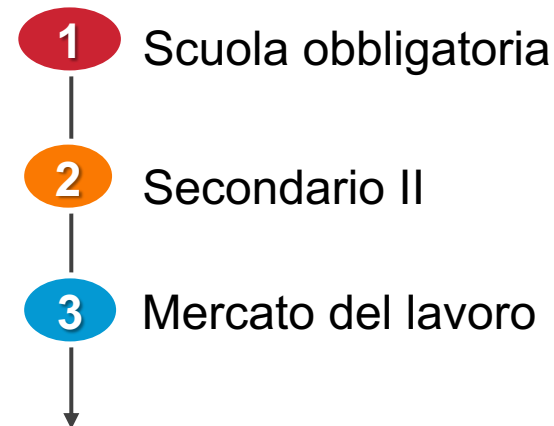 1 Scuola obbligatoria
2 Secondario II
3 Mercato del lavoro